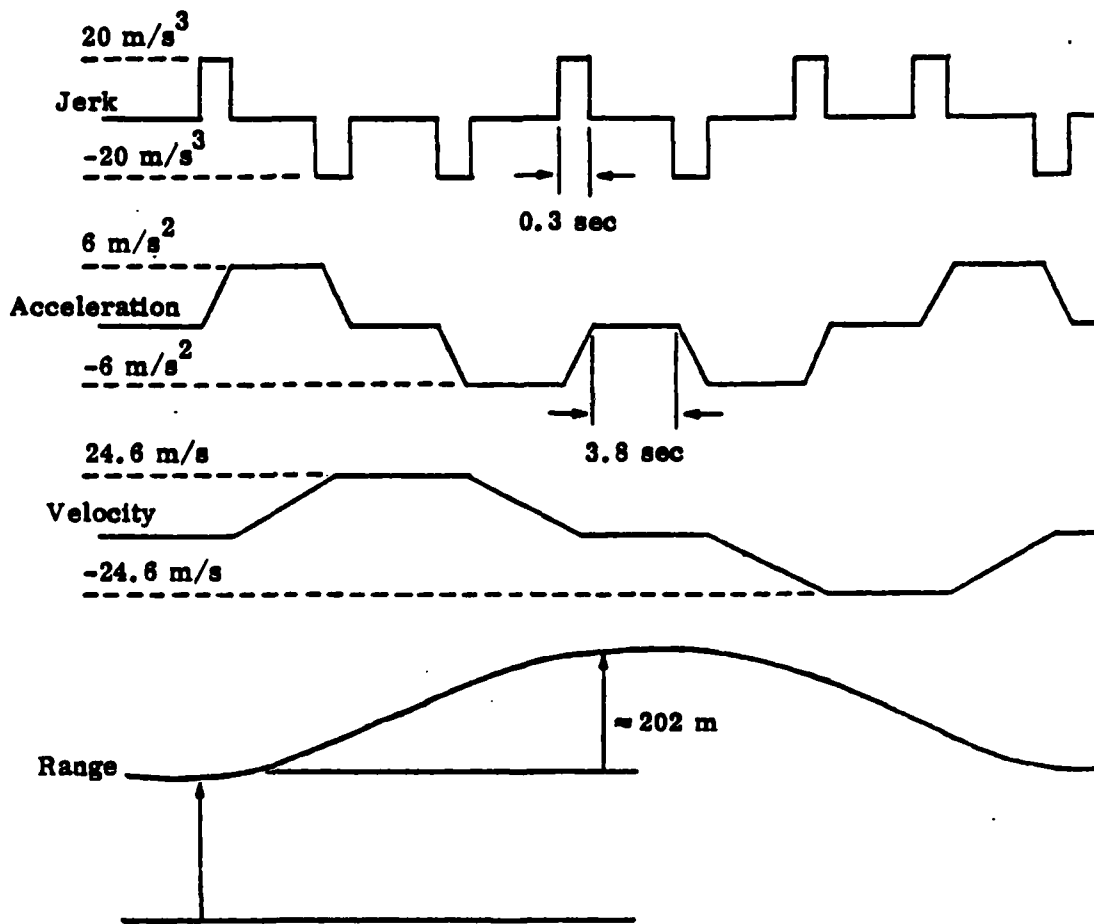 20 m/s³
Jerk
-20 m/s³
0.3 sec
6 m/s²
Acceleration
-6 m/s²
3.8 sec
24.6 m/s
Velocity
-24.6 m/s
≈ 202 m
Range